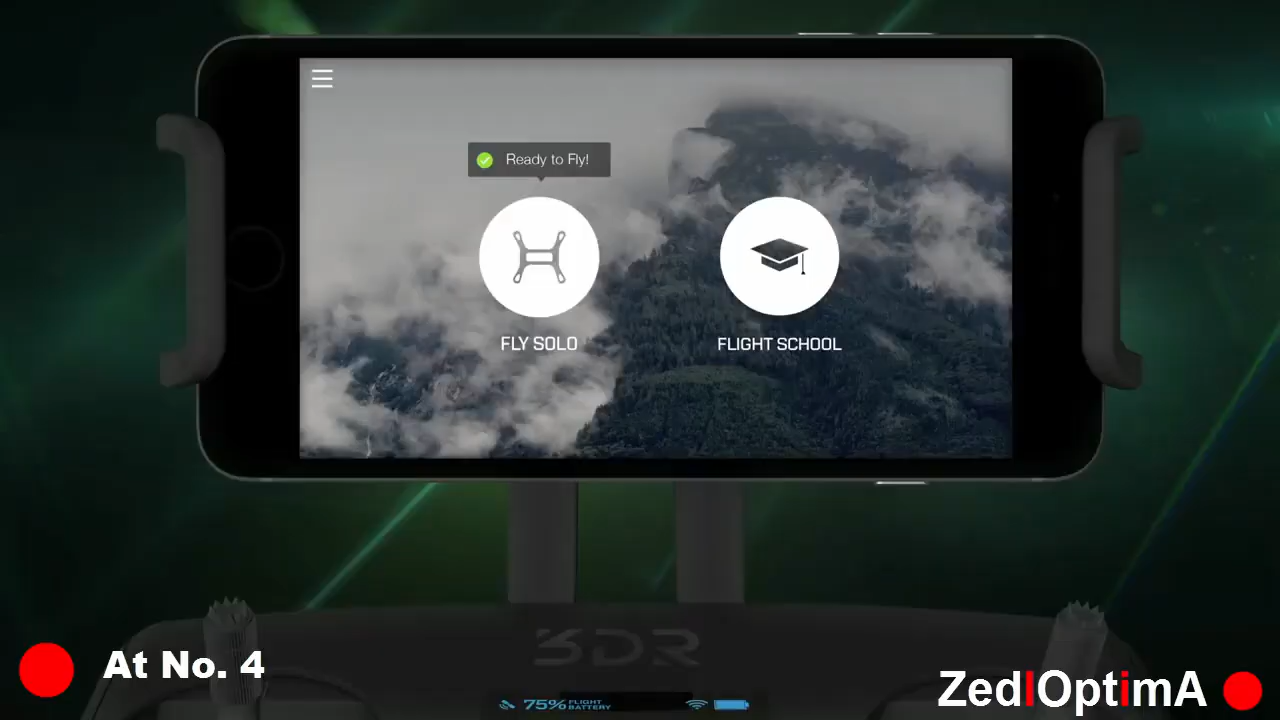 Ready to Fly!
FLY SOLO
FLIGHT SCHOOL
3DR
75% FLIGHT BATTERY
At No. 4
ZedIOptimA